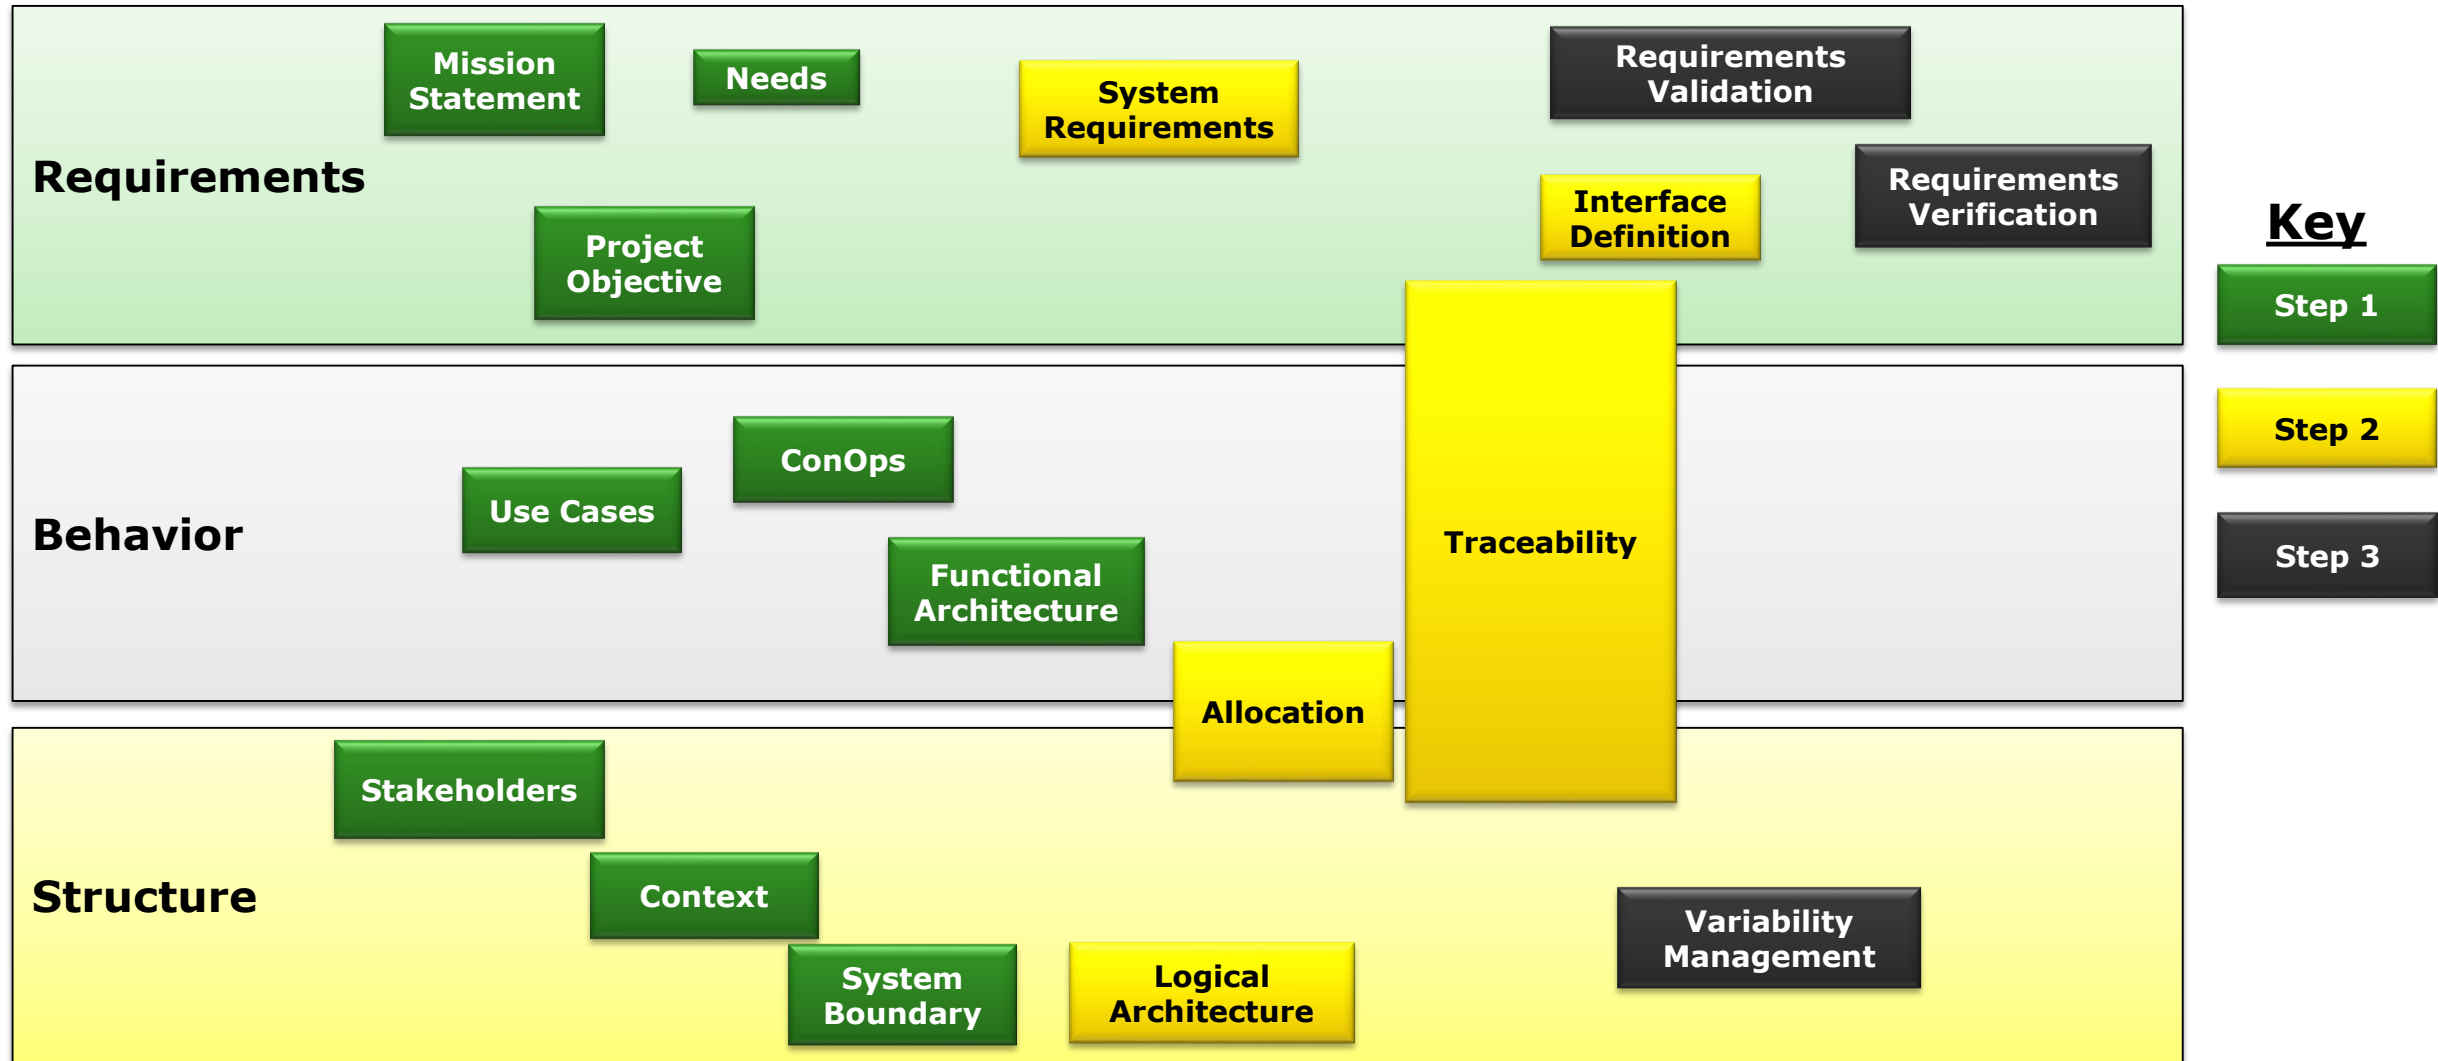 Mission
Statement
Needs
System
Requirements
Requirements
Validation
Requirements
Requirements
Verification
Interface
Definition
Project
Objective
Key
Step 1
Step 2
Step 3
Behavior
ConOps
Use Cases
Functional
Architecture
Traceability
Allocation
Structure
Stakeholders
Context
System
Boundary
Logical
Architecture
Variability
Management